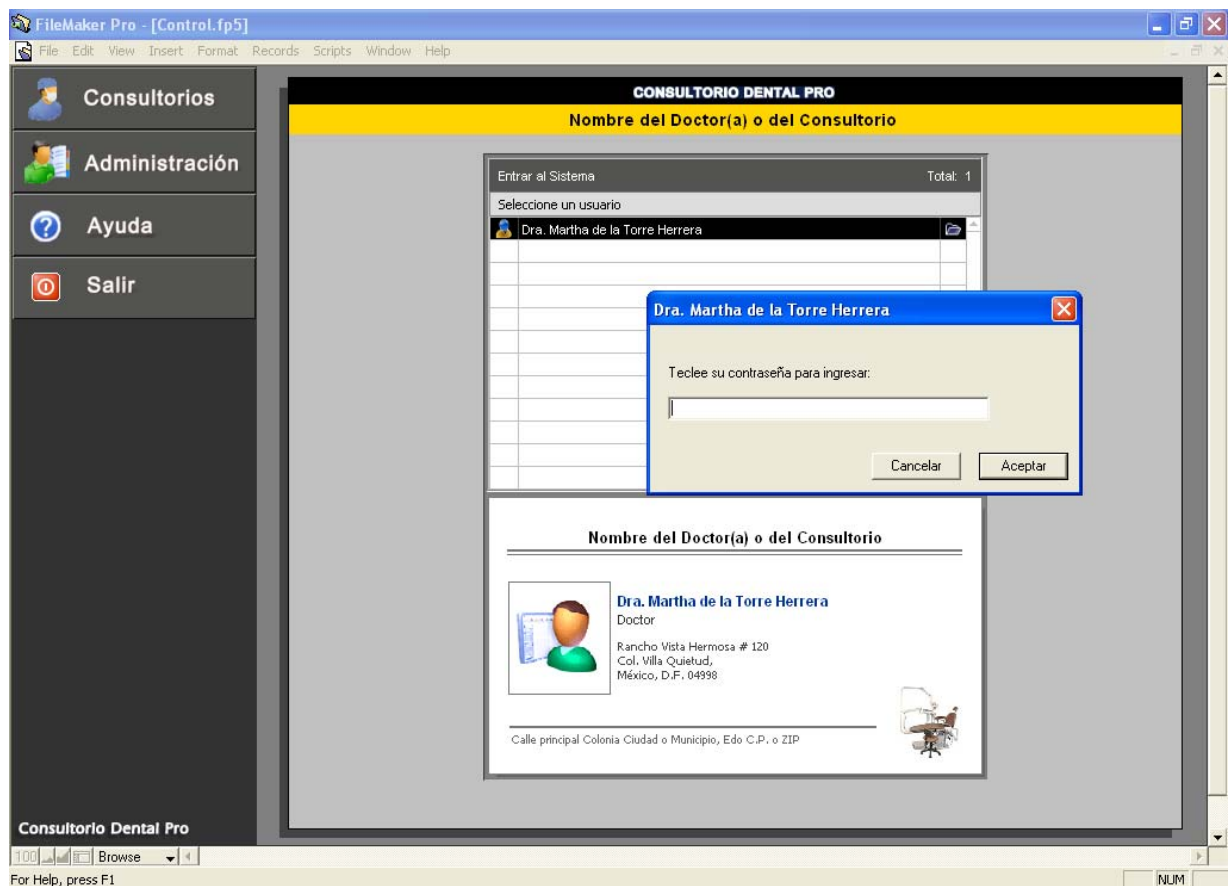 FileMaker Pro - [Control.fp5]
File Edit View Insert Format Records Scripts Window Help
Consultorios
Administración
Ayuda
Salir
Consultorio Dental Pro
CONSULTORIO DENTAL PRO
Nombre del Doctor(a) o del Consultorio
Entrar al Sistema Total: 1
Seleccione un usuario
Dra. Martha de la Torre Herrera
Dra. Martha de la Torre Herrera
Teclee su contraseña para ingresar:
Cancelar Aceptar
Nombre del Doctor(a) o del Consultorio
Dra. Martha de la Torre Herrera
Doctor
Rancho Vista Hermosa # 120
Col. Villa Quietud,
México, D.F. 04998
Calle principal Colonia Ciudad o Municipio, Edo C.P. o ZIP
100 Browse
For Help, press F1 NUM